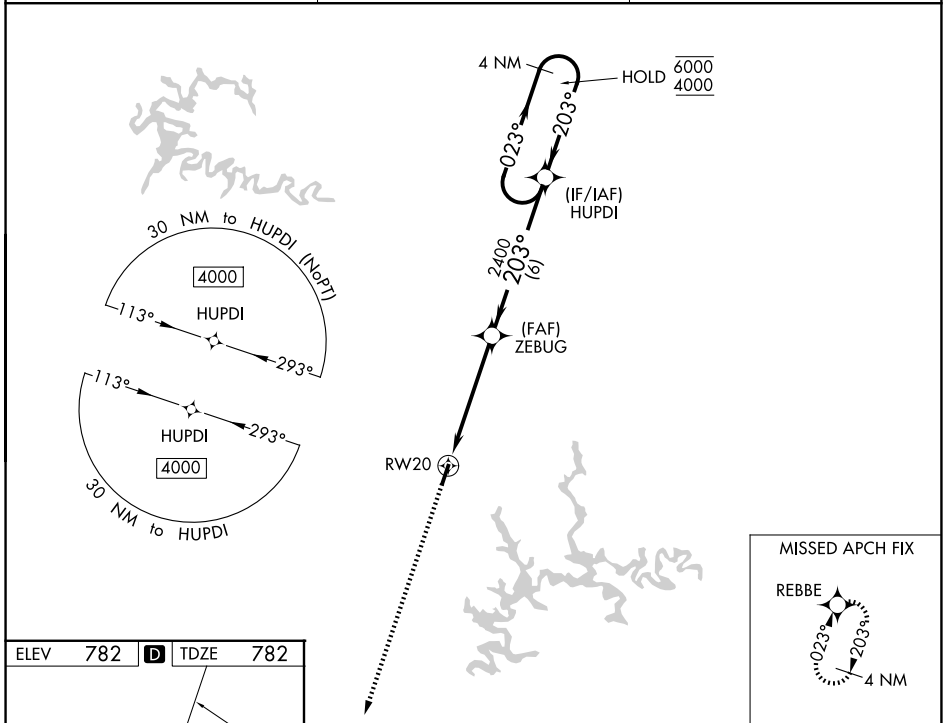 4 NM
HOLD
6000
4000
023°
203°
(IF/IAF)
HUPDI
2400
203°
(6)
(FAF)
ZEBUG
RW20
30 NM to HUPDI (NoPT)
4000
HUPDI
113°
293°
113°
293°
HUPDI
4000
30 NM to HUPDI
MISSED APCH FIX
REBBE
023°
203°
4 NM
ELEV 782 D TDZE 782